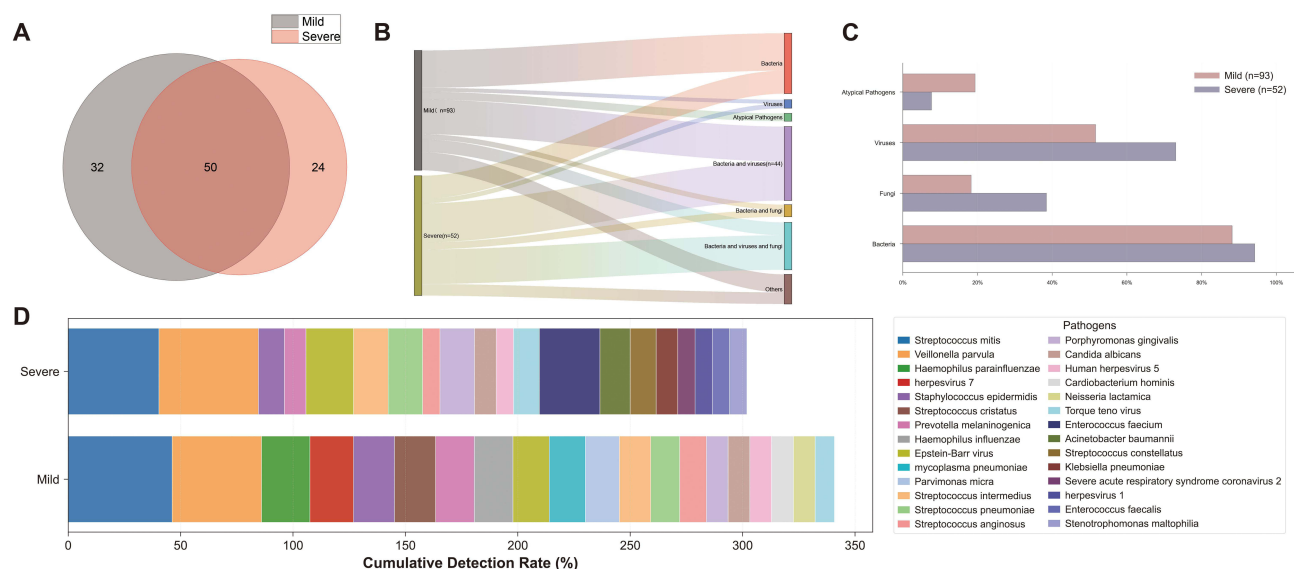 A
Mild
Severe
32
50
24
B
Mild( n=93)
Severe(n=52)
Bacteria
Viruses
Atypical Pathogens
Bacteria and viruses(n=44)
Bacteria and fungi
Bacteria and viruses and fungi
Others
C
Mild (n=93)
Severe (n=52)
Atypical Pathogens
Viruses
Fungi
Bacteria
0%
20%
40%
60%
80%
100%
D
Severe
Mild
0
50
100
150
200
250
300
350
Cumulative Detection Rate (%)
Pathogens
Streptococcus mitis
Veillonella parvula
Haemophilus parainfluenzae
herpesvirus 7
Staphylococcus epidermidis
Streptococcus cristatus
Prevotella melaninogenica
Haemophilus influenzae
Epstein-Barr virus
mycoplasma pneumoniae
Parvimonas micra
Streptococcus intermedius
Streptococcus pneumoniae
Streptococcus anginosus
Porphyromonas gingivalis
Candida albicans
Human herpesvirus 5
Cardiobacterium hominis
Neisseria lactamica
Torque teno virus
Enterococcus faecium
Acinetobacter baumannii
Streptococcus constellatus
Klebsiella pneumoniae
Severe acute respiratory syndrome coronavirus 2
herpesvirus 1
Enterococcus faecalis
Stenotrophomonas maltophilia